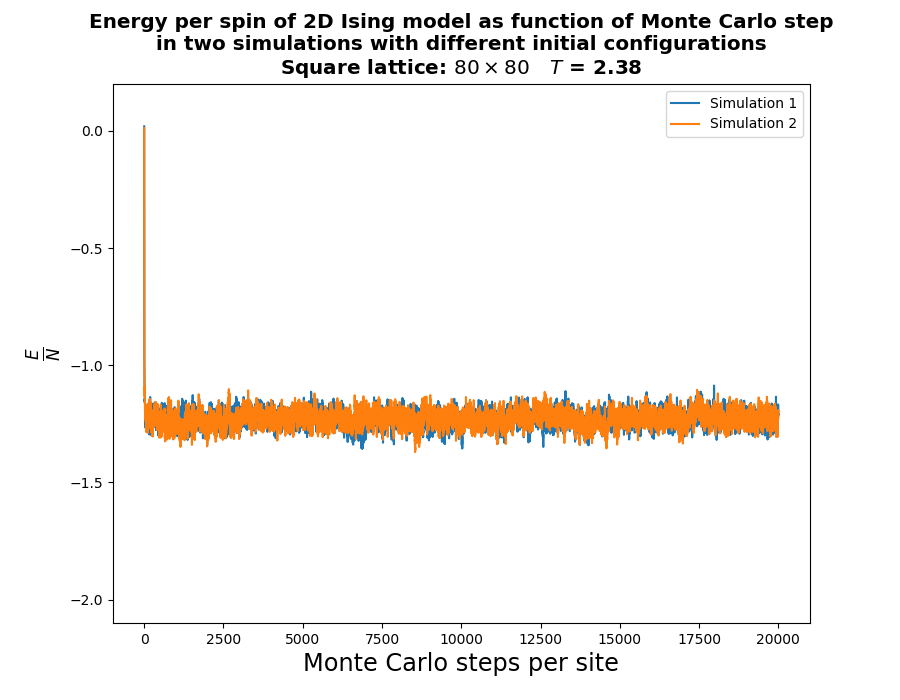 Energy per spin of 2D Ising model as function of Monte Carlo step
in two simulations with different initial configurations
Square lattice: 80 × 80 T = 2.38
Simulation 1
Simulation 2
0.0
−0.5
−1.0
−1.5
−2.0
E
N
0 2500 5000 7500 10000 12500 15000 17500 20000
Monte Carlo steps per site